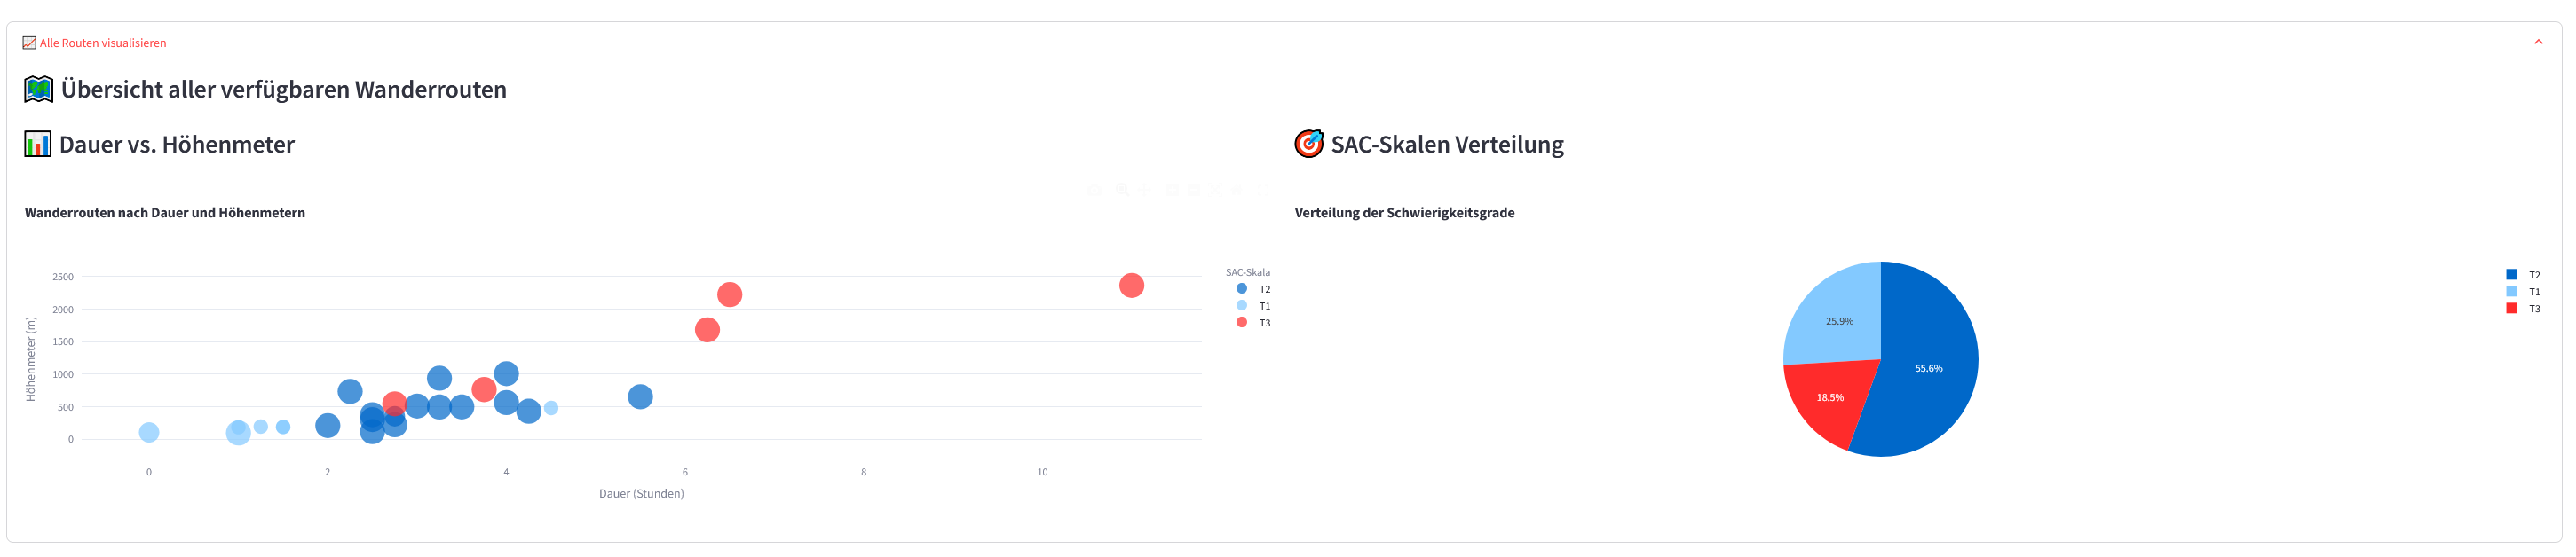 Alle Routen visualisieren
Übersicht aller verfügbaren Wanderrouten
Dauer vs. Höhenmeter
Wanderrouten nach Dauer und Höhenmetern
2500
2000
1500
1000
500
0
Höhenmeter (m)
0 2 4 6 8 10
Dauer (Stunden)
SAC-Skala
T2
T1
T3
SAC-Skalen Verteilung
Verteilung der Schwierigkeitsgrade
25.9%
55.6%
18.5%
T2
T1
T3